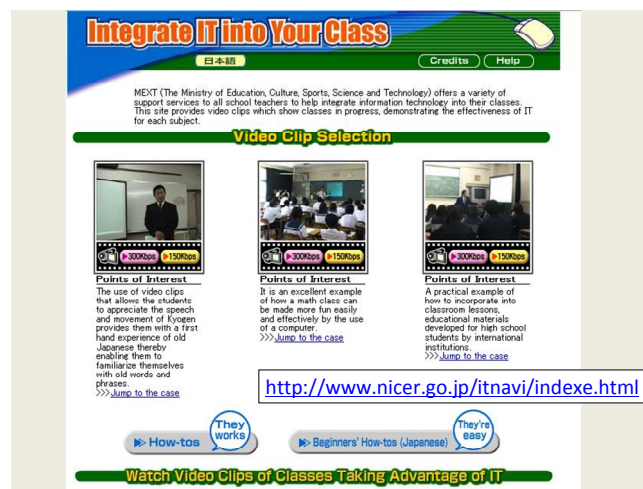 Integrate IT into Your Class
日本語
Credits
Help
MEXT (The Ministry of Education, Culture, Sports, Science and Technology) offers a variety of
support services to all school teachers to help integrate information technology into their classes.
This site provides video clips which show classes in progress, demonstrating the effectiveness of IT
for each subject.
Video Clip Selection
300Kbps 150Kbps
Points of Interest
The use of video clips
that allows the students
to appreciate the speech
and movement of Kyogen
provides them with a first
hand experience of old
Japanese thereby
enabling them to
familiarize themselves
with old words and
phrases.
>>>Jump to the case
300Kbps 150Kbps
Points of Interest
It is an excellent example
of how a math class can
be made more fun easily
and effectively by the use
of a computer.
>>>Jump to the case
300Kbps 150Kbps
Points of Interest
A practical example of
how to incorporate into
classroom lessons,
educational materials
developed for high school
students by international
institutions.
>>>Jump to the case
http://www.nicer.go.jp/itnavi/indexe.html
How-tos
They
works
Beginners' How-tos (Japanese)
They're
easy
Watch Video Clips of Classes Taking Advantage of IT